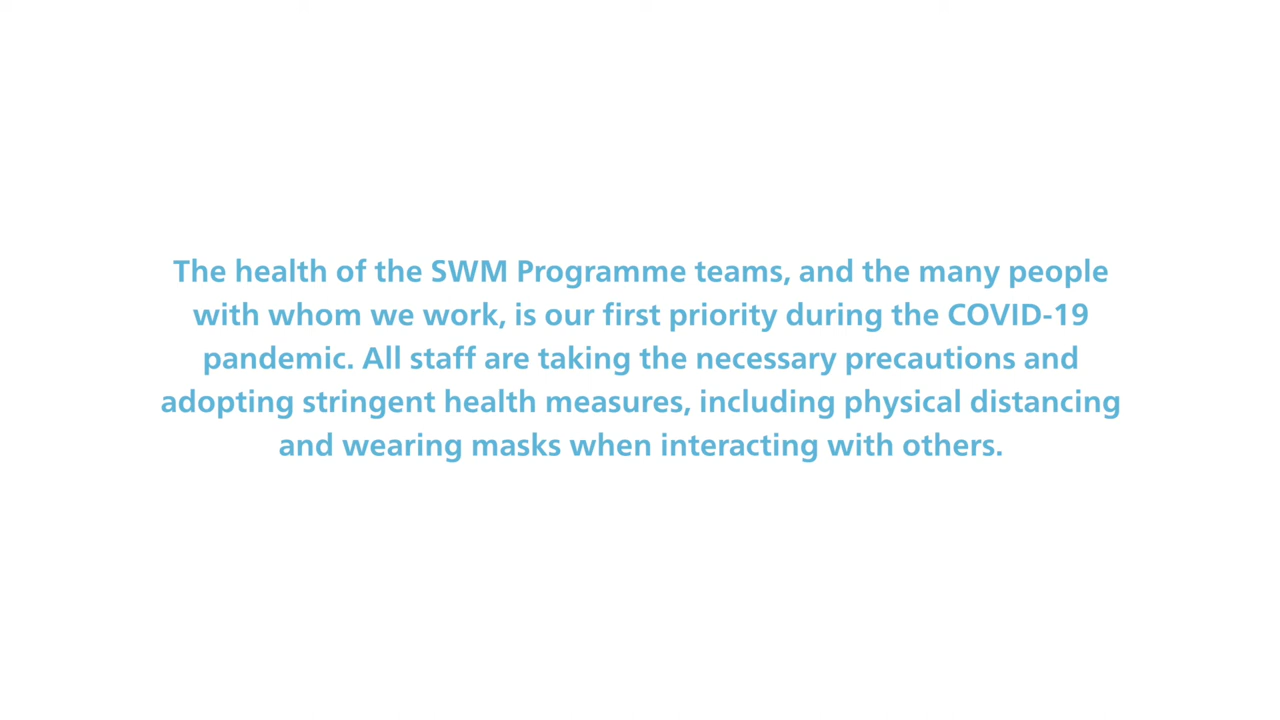 The health of the SWM Programme teams, and the many people
with whom we work, is our first priority during the COVID-19
pandemic. All staff are taking the necessary precautions and
adopting stringent health measures, including physical distancing
and wearing masks when interacting with others.